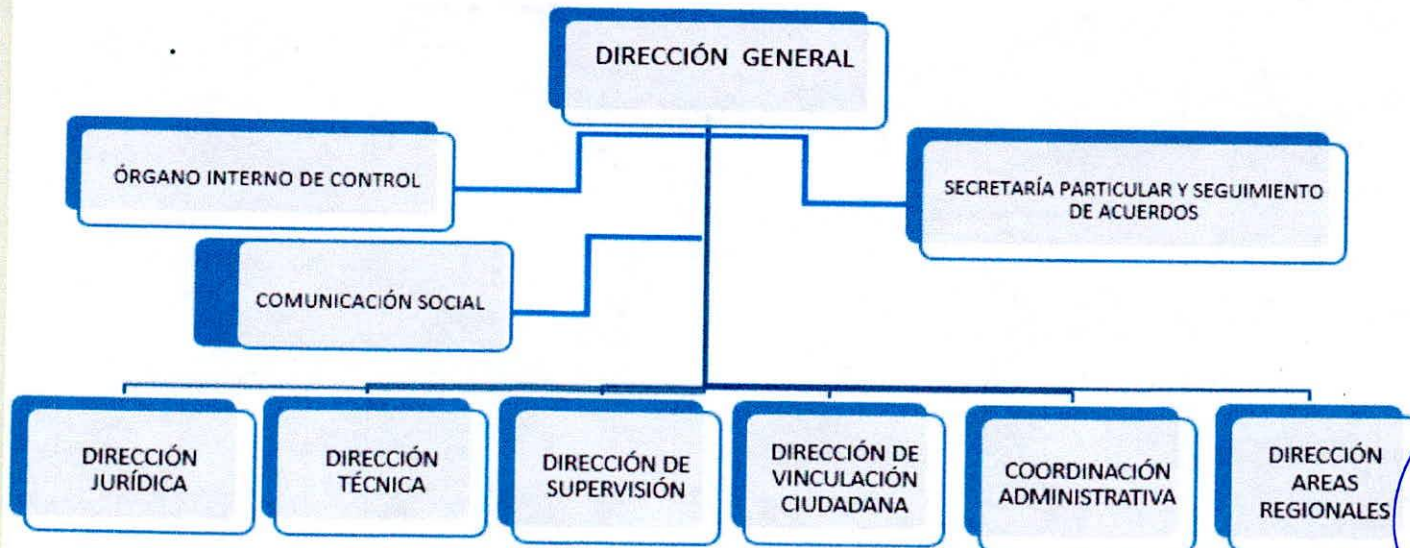 DIRECCIÓN GENERAL
ÓRGANO INTERNO DE CONTROL
SECRETARÍA PARTICULAR Y SEGUIMIENTO
DE ACUERDOS
COMUNICACIÓN SOCIAL
DIRECCIÓN
JURÍDICA
DIRECCIÓN
TÉCNICA
DIRECCIÓN DE
SUPERVISIÓN
DIRECCIÓN DE
VINCULACIÓN
CIUDADANA
COORDINACIÓN
ADMINISTRATIVA
DIRECCIÓN
AREAS
REGIONALES